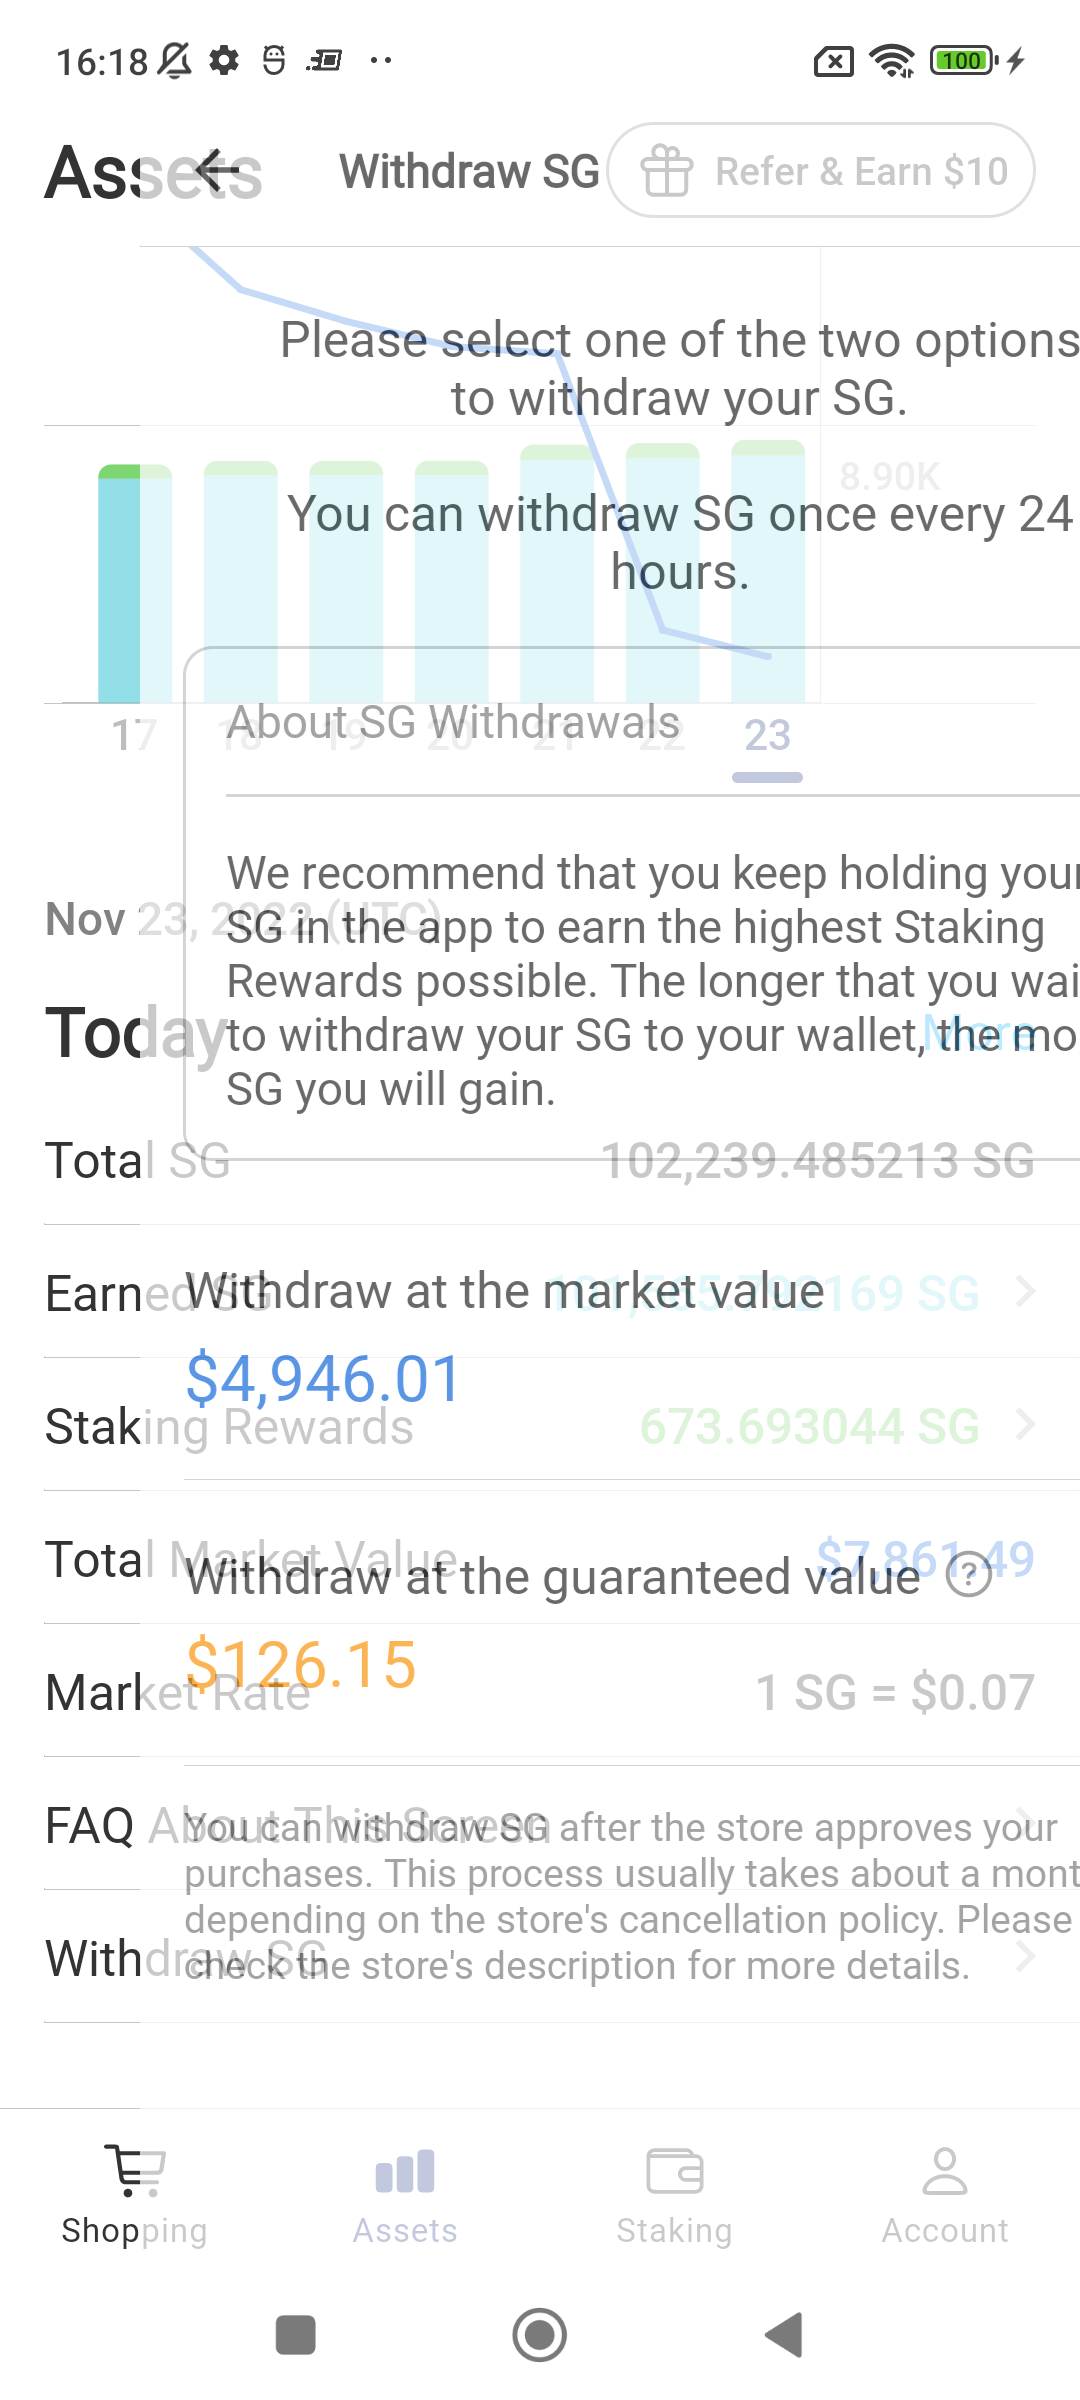 16:18
100
Assets
Withdraw SG
Refer & Earn $10
Please select one of the two options
to withdraw your SG.
8.90K
You can withdraw SG once every 24
hours.
About SG Withdrawals
17 18 19 20 21 22 23
We recommend that you keep holding your
Nov 23, 2022 (UTC)
SG in the app to earn the highest Staking
Rewards possible. The longer that you wai
Today
More
to withdraw your SG to your wallet, the mo
SG you will gain.
Total SG
102,239.485213 SG
Earned SG
169 SG
Withdraw at the market value
$4,946.01
Staking Rewards
673.693044 SG
Total Market Value
$7,861.49
Withdraw at the guaranteed value ?
$126.15
Market Rate
1 SG = $0.07
FAQ About This Screen
You can withdraw SG after the store approves your
purchases. This process usually takes about a mont
depending on the store's cancellation policy. Please
Withdraw SG
check the store's description for more details.
Shopping
Assets
Staking
Account